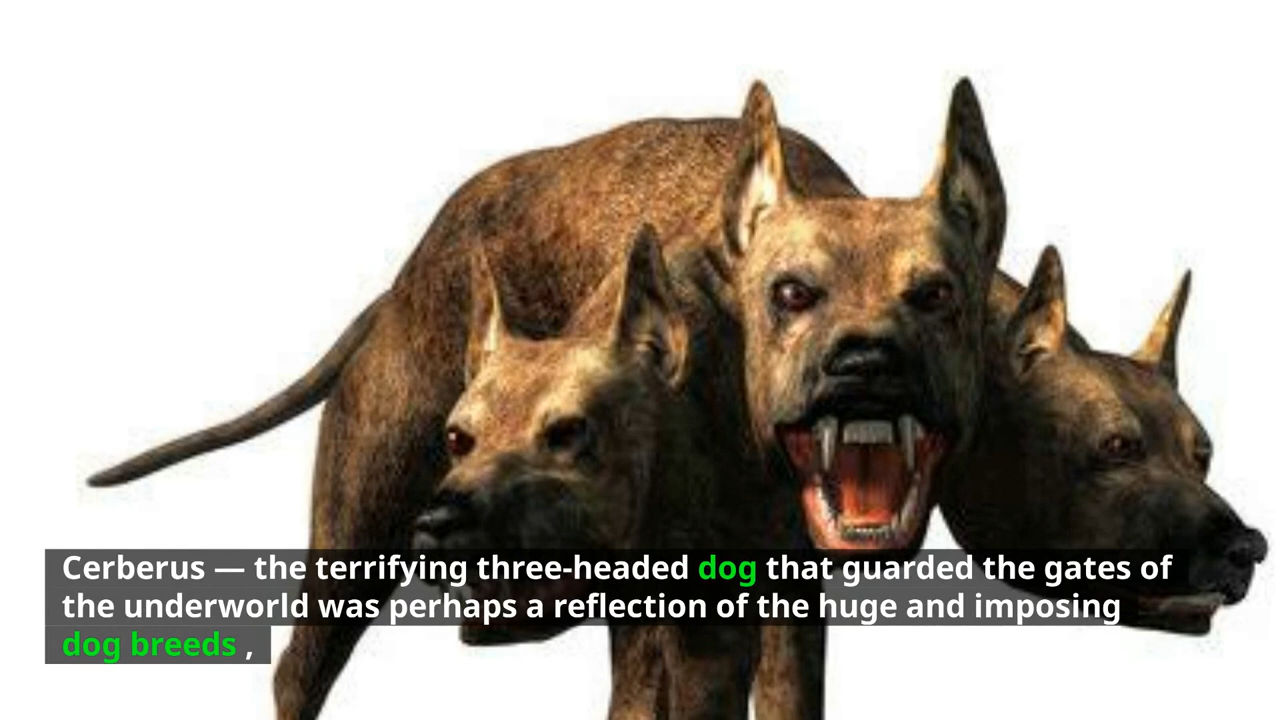 Cerberus — the terrifying three-headed dog that guarded the gates of
the underworld was perhaps a reflection of the huge and imposing
dog breeds ,